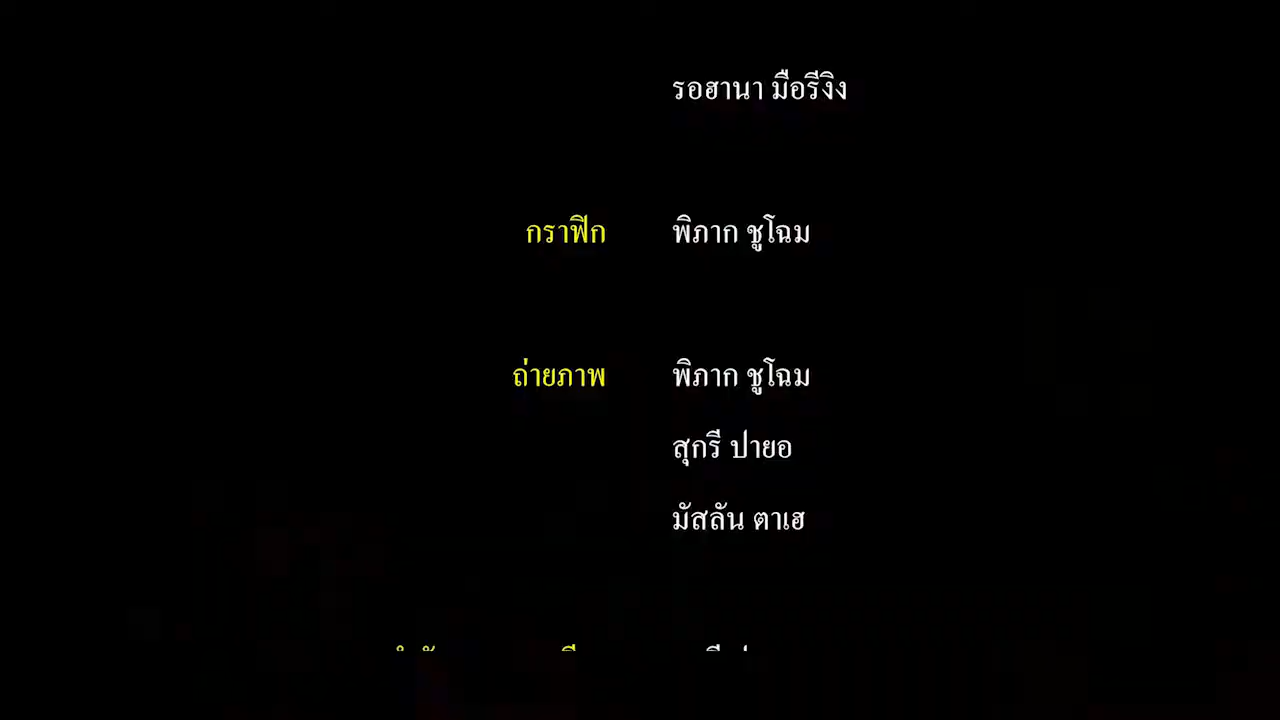 รอฮานา มือรีงิง
กราฟิก พิภาก ชูโฉม
ถ่ายภาพ พิภาก ชูโฉม
สุกรี ปายอ
มัสลัน ตาเฮ